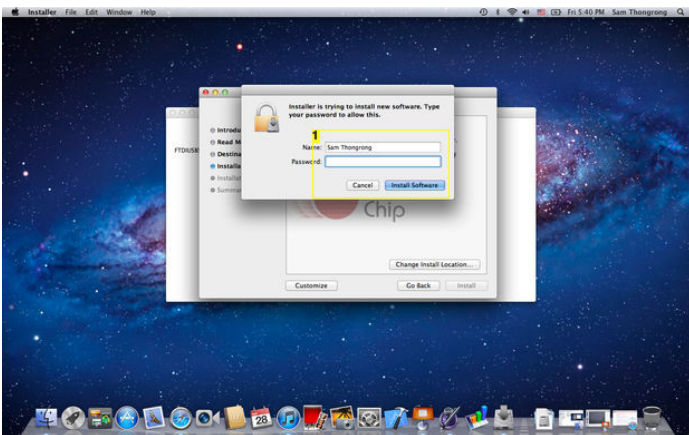 Installer File Edit Window Help
Fri 5:40 PM Sam Thongrong
Installer is trying to install new software. Type
your password to allow this.
1
Name: Sam Thongrong
Password:
Cancel Install Software
FTDIUSB
Introdu
Read M
Destina
Installa
Installat
Summar
Chip
Change Install Location...
Customize Go Back Install
28